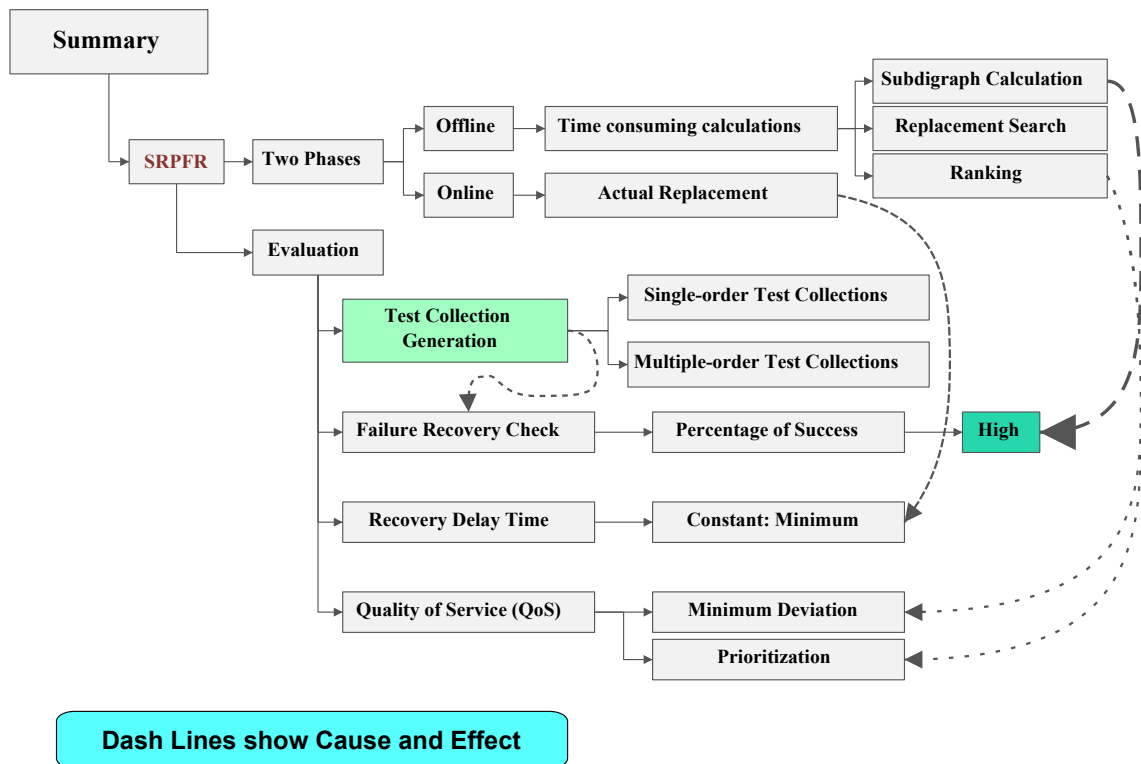 Summary
Subdigraph Calculation
Offline
Time consuming calculations
Replacement Search
SRPFR
Two Phases
Ranking
Online
Actual Replacement
Evaluation
Single-order Test Collections
Test Collection
Generation
Multiple-order Test Collections
Failure Recovery Check
Percentage of Success
High
Recovery Delay Time
Constant: Minimum
Quality of Service (QoS)
Minimum Deviation
Prioritization
Dash Lines show Cause and Effect